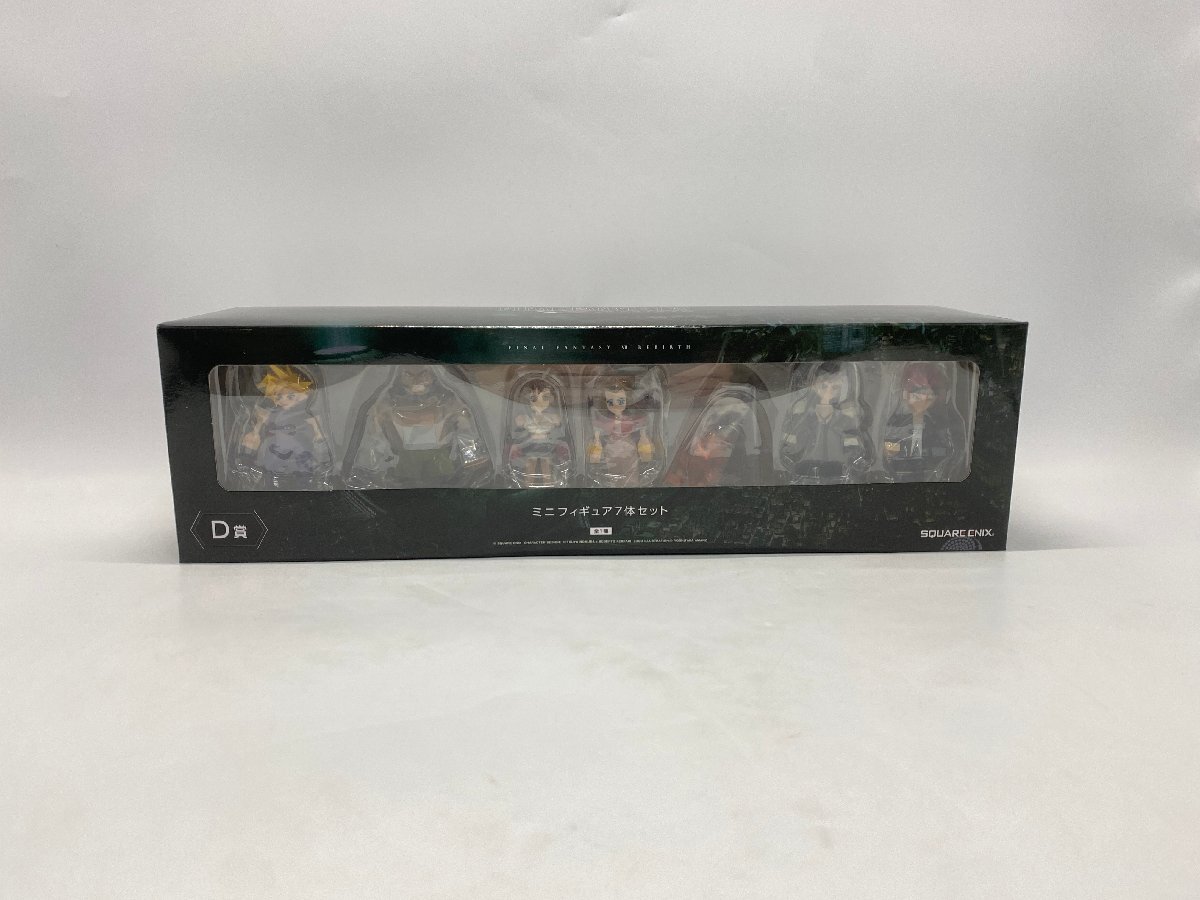 FINAL FANTASY VII REBIRTH
ミニフィギュア7体セット
全1種
D賞
SQUARE ENIX.